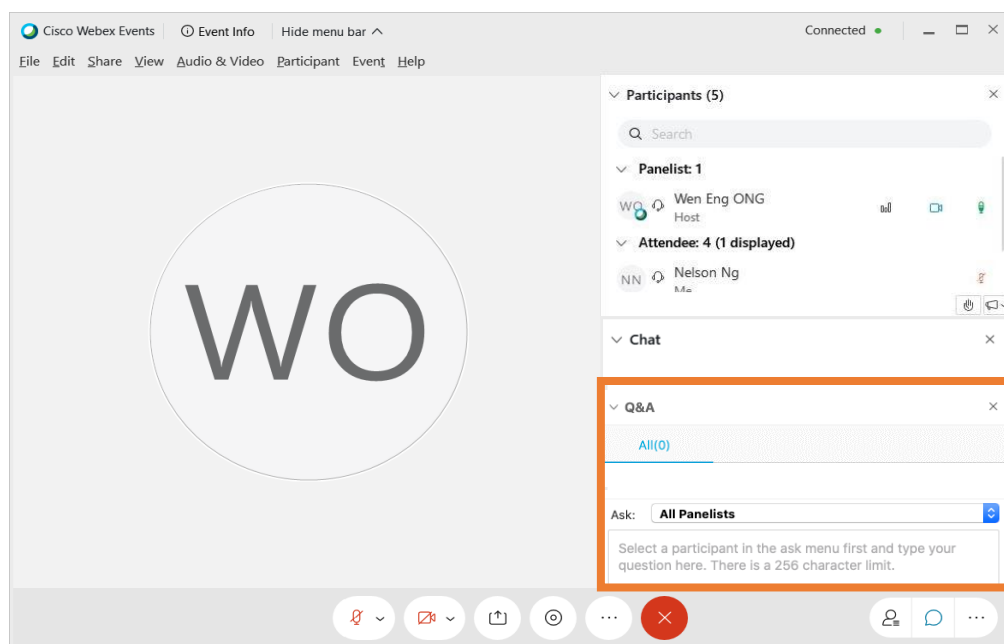 Cisco Webex Events Event Info Hide menu bar Connected
File Edit Share View Audio & Video Participant Event Help
Participants (5)
Search
Panelist: 1
WO Wen Eng ONG
Host
Attendee: 4 (1 displayed)
NN Nelson Ng
Me
WO
Chat
Q&A
All(0)
Ask: All Panelists
Select a participant in the ask menu first and type your
question here. There is a 256 character limit.